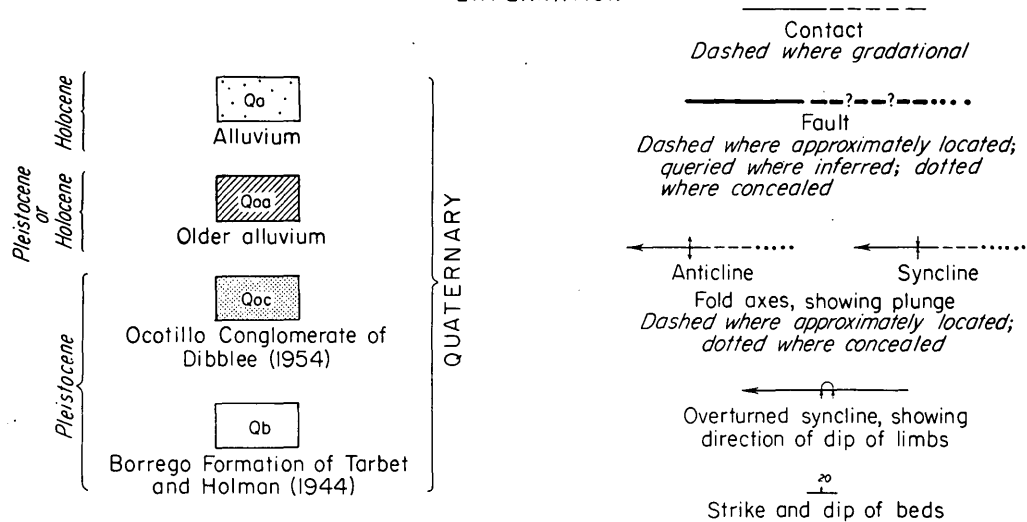 Holocene
Qa
Alluvium
Pleistocene
or
Holocene
Qoa
Older alluvium
Pleistocene
Qoc
Ocotillo Conglomerate of
Dibblee (1954)
Qb
Borrego Formation of Tarbet
and Holman (1944)
QUATERNARY
Contact
Dashed where gradational
? ?
Fault
Dashed where approximately located;
queried where inferred; dotted
where concealed
Anticline
Syncline
Fold axes, showing plunge
Dashed where approximately located;
dotted where concealed
Overturned syncline, showing
direction of dip of limbs
20
Strike and dip of beds